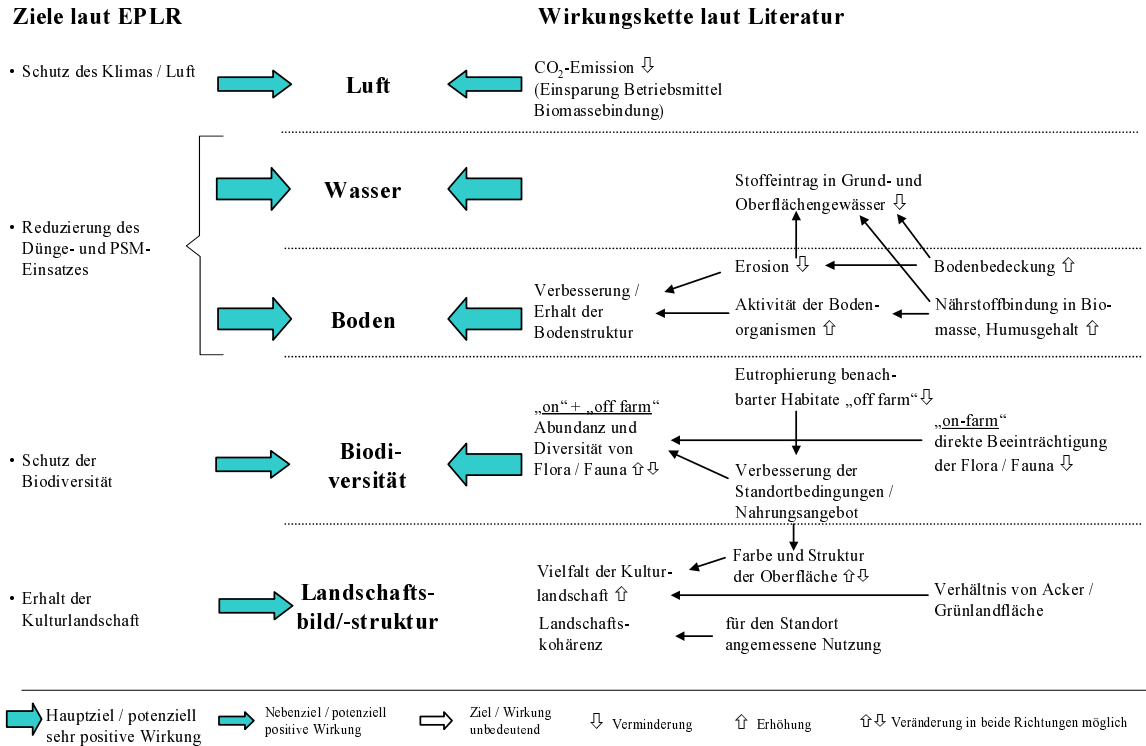 Ziele laut EPLR
Wirkungskette laut Literatur
• Schutz des Klimas / Luft
Luft
CO₂-Emission ⇩
(Einsparung Betriebsmittel
Biomassebindung)
• Reduzierung des
Dünge- und PSM-
Einsatzes
Wasser
Stoffeintrag in Grund- und
Oberflächengewässer ⇩
Boden
Verbesserung /
Erhalt der
Bodenstruktur
Erosion ⇩
Aktivität der Boden-
organismen ⇧
Bodenbedeckung ⇧
Nährstoffbindung in Bio-
masse, Humusgehalt ⇧
• Schutz der
Biodiversität
Biodi-
versität
„on“ + „off farm“
Abundanz und
Diversität von
Flora / Fauna ⇧⇩
Eutrophierung benach-
barter Habitate „off farm“ ⇩
Verbesserung der
Standortbedingungen /
Nahrungsangebot
„on-farm“
direkte Beeinträchtigung
der Flora / Fauna ⇩
• Erhalt der
Kulturlandschaft
Landschafts-
bild/-struktur
Vielfalt der Kultur-
landschaft ⇧
Landschafts-
kohärenz
Farbe und Struktur
der Oberfläche ⇧⇩
für den Standort
angemessene Nutzung
Verhältnis von Acker /
Grünlandfläche
Hauptziel / potenziell
sehr positive Wirkung
Nebenziel / potenziell
positive Wirkung
Ziel / Wirkung
unbedeutend
⇩ Verminderung
⇧ Erhöhung
⇧⇩ Veränderung in beide Richtungen möglich